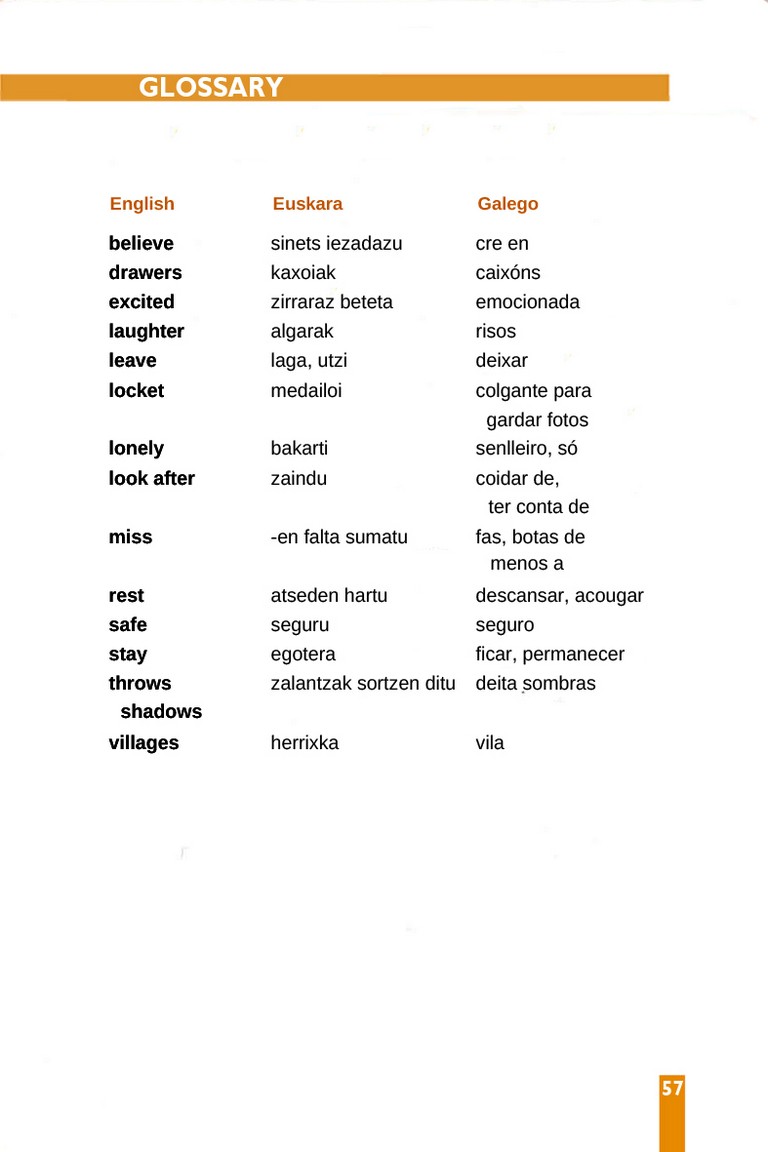 GLOSSARY
English Euskara Galego
believe sinets iezadazu cre en
drawers kaxoiak caixóns
excited zirraraz beteta emocionada
laughter algarak risos
leave laga, utzi deixar
locket medailoi colgante para
gardar fotos
lonely bakarti senlleiro, só
look after zaindu coidar de,
ter conta de
miss -en falta sumatu fas, botas de
menos a
rest atseden hartu descansar, acougar
safe seguru seguro
stay egotera ficar, permanecer
throws zalantzak sortzen ditu deita sombras
shadows
villages herrixka vila
57